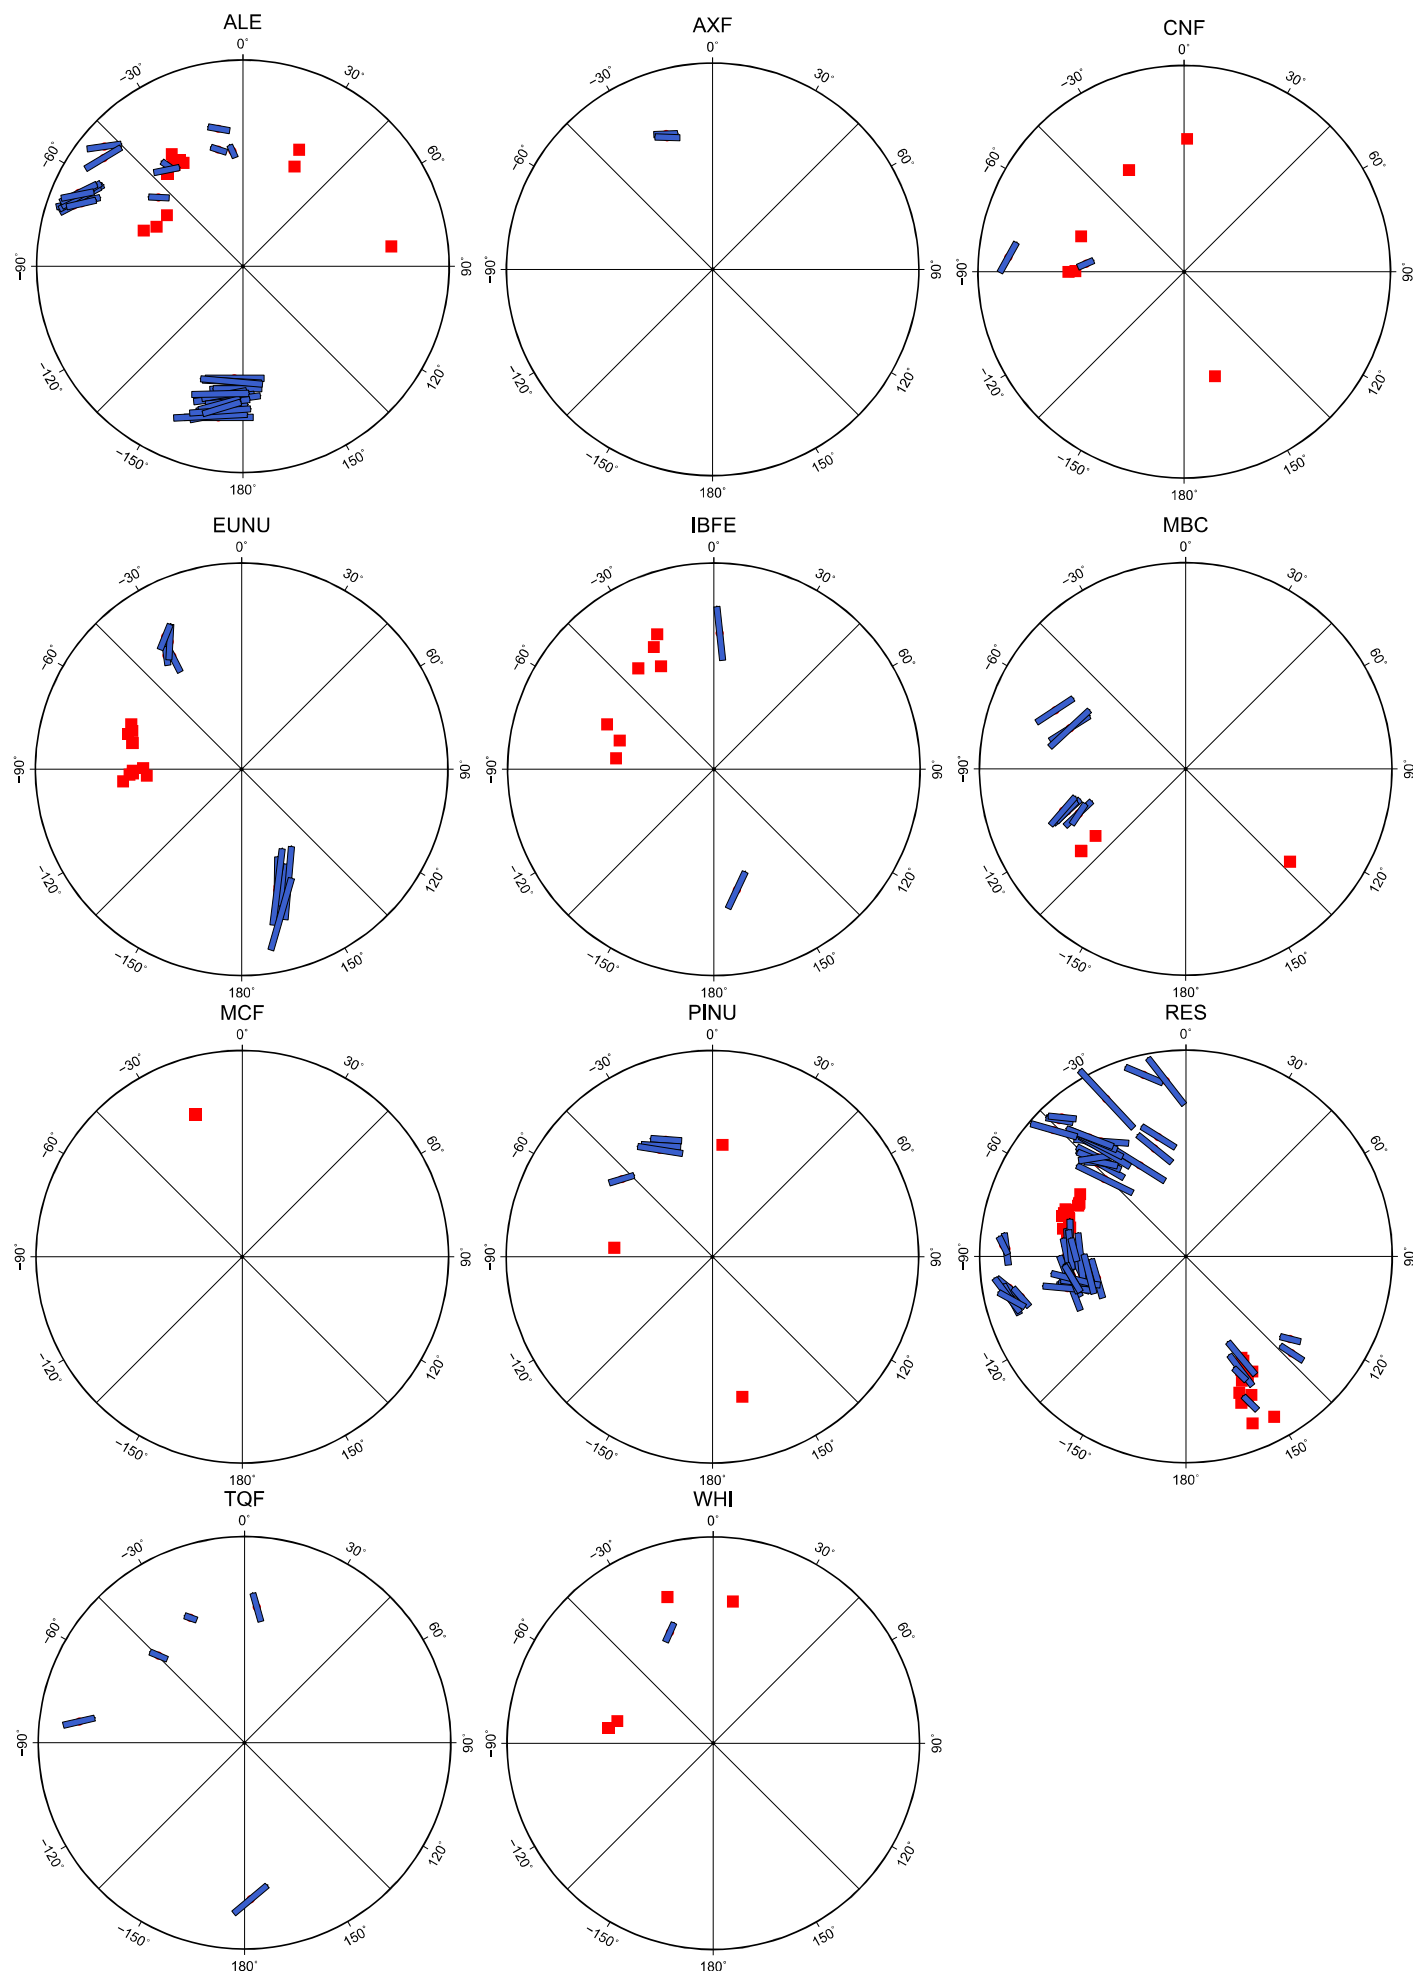 ALE AXF CNF
0° 0° 0°
−30° 30° −30° 30° −30° 30°
−60° 60° −60° 60° −60° 60°
−90° 90° −90° 90° −90° 90°
−120° 120° −120° 120° −120° 120°
−150° 150° −150° 150° −150° 150°
180° 180° 180°
EUNU IBFE MBC
0° 0° 0°
−30° 30° −30° 30° −30° 30°
−60° 60° −60° 60° −60° 60°
−90° 90° −90° 90° −90° 90°
−120° 120° −120° 120° −120° 120°
−150° 150° −150° 150° −150° 150°
180° 180° 180°
MCF PINU RES
0° 0° 0°
−30° 30° −30° 30° −30° 30°
−60° 60° −60° 60° −60° 60°
−90° 90° −90° 90° −90° 90°
−120° 120° −120° 120° −120° 120°
−150° 150° −150° 150° −150° 150°
180° 180° 180°
TQF WHI
0° 0°
−30° 30° −30° 30°
−60° 60° −60° 60°
−90° 90° −90° 90°
−120° 120° −120° 120°
−150° 150° −150° 150°
180° 180°